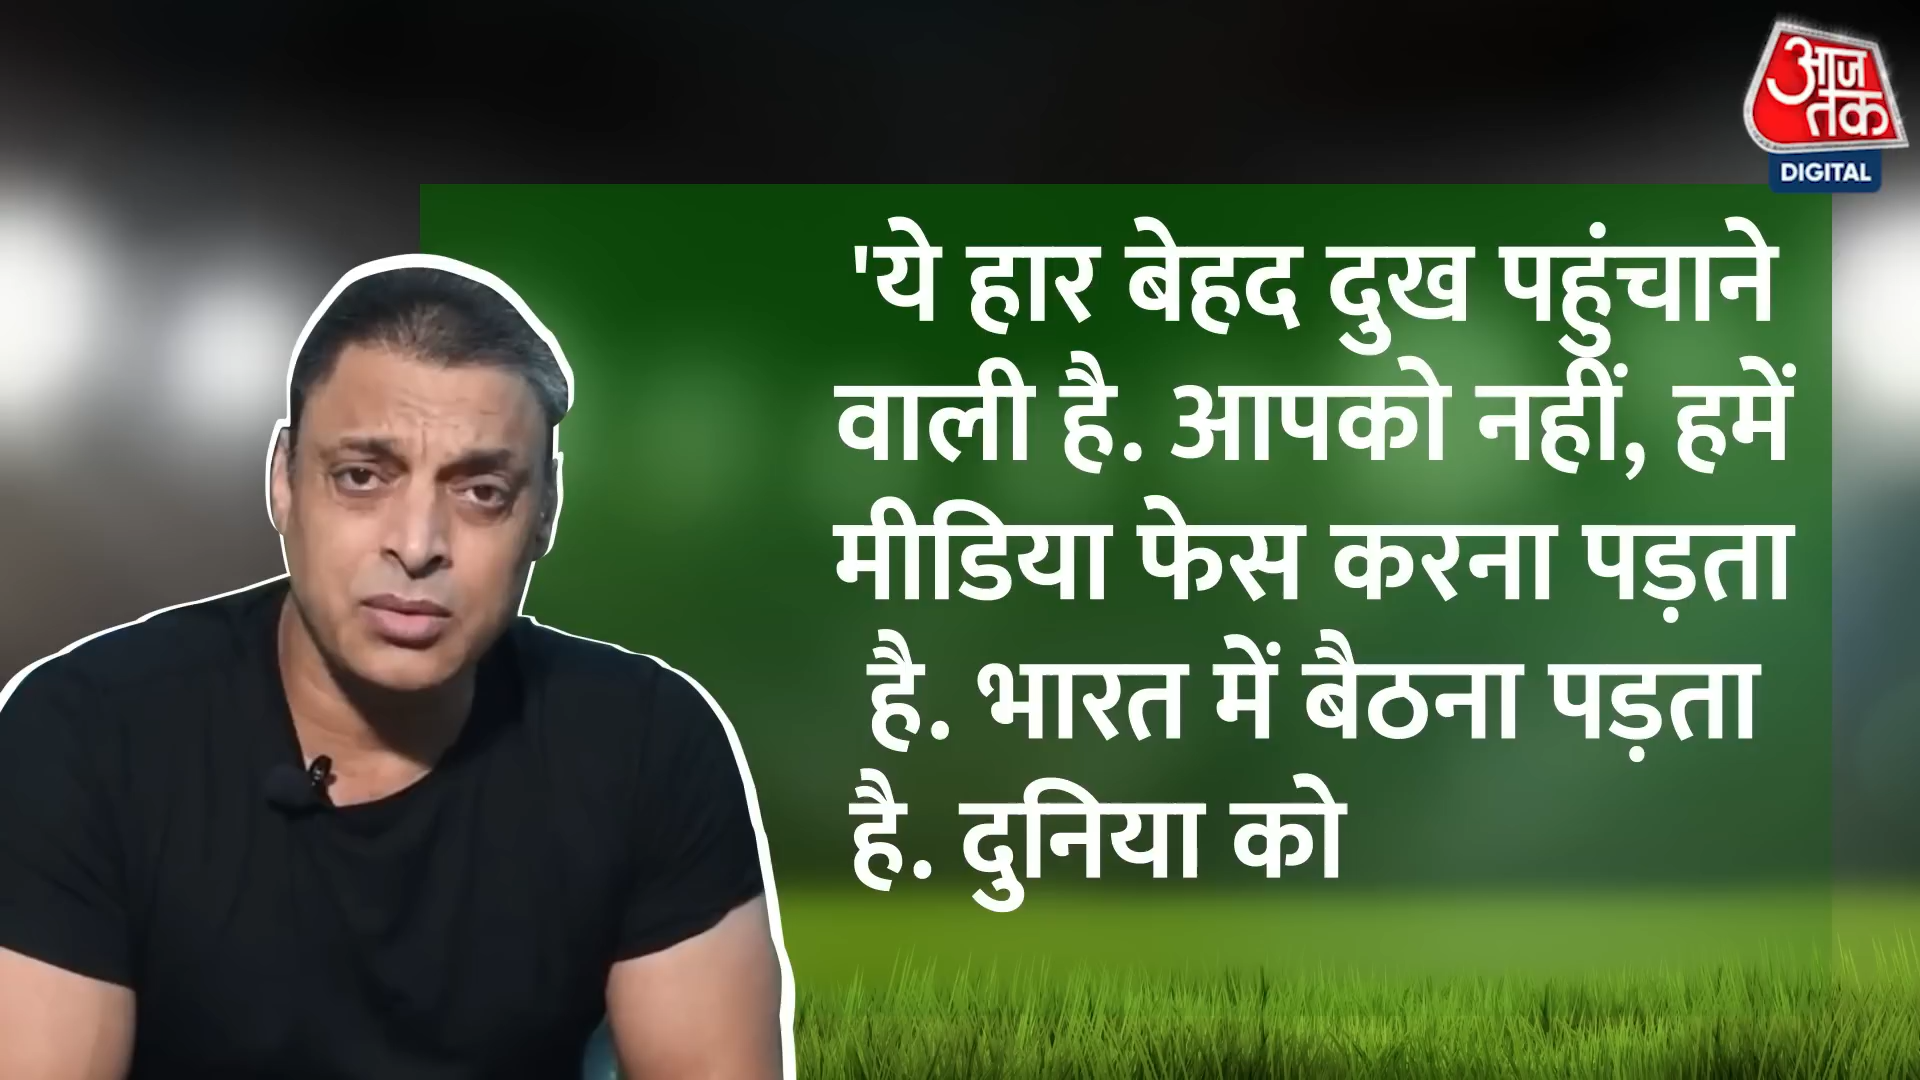 आज
तक
DIGITAL
'ये हार बेहद दुख पहुंचाने
वाली है. आपको नहीं, हमें
मीडिया फेस करना पड़ता
है. भारत में बैठना पड़ता
है. दुनिया को